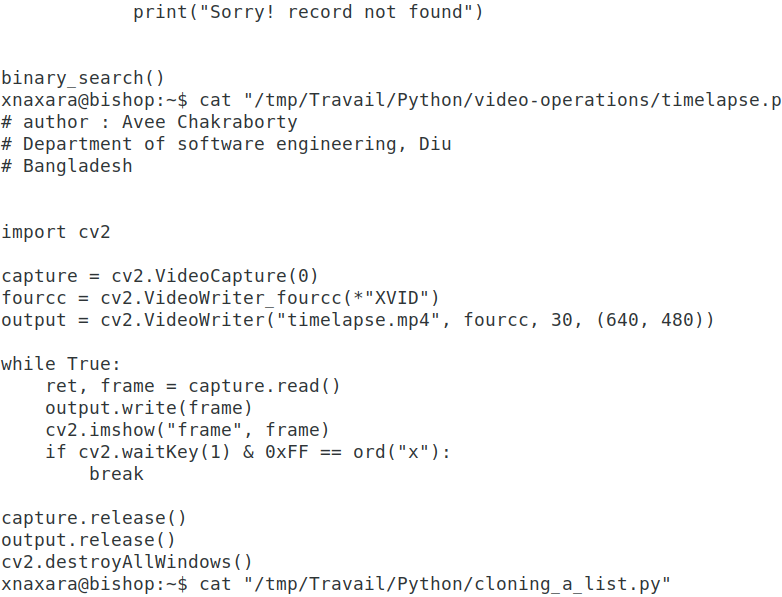 print("Sorry! record not found")
binary_search()
xnaxara@bishop:~$ cat "/tmp/Travail/Python/video-operations/timelapse.p
# author : Avee Chakraborty
# Department of software engineering, Diu
# Bangladesh
import cv2
capture = cv2.VideoCapture(0)
fourcc = cv2.VideoWriter_fourcc(*"XVID")
output = cv2.VideoWriter("timelapse.mp4", fourcc, 30, (640, 480))
while True:
    ret, frame = capture.read()
    output.write(frame)
    cv2.imshow("frame", frame)
    if cv2.waitKey(1) & 0xFF == ord("x"):
        break
capture.release()
output.release()
cv2.destroyAllWindows()
xnaxara@bishop:~$ cat "/tmp/Travail/Python/cloning_a_list.py"